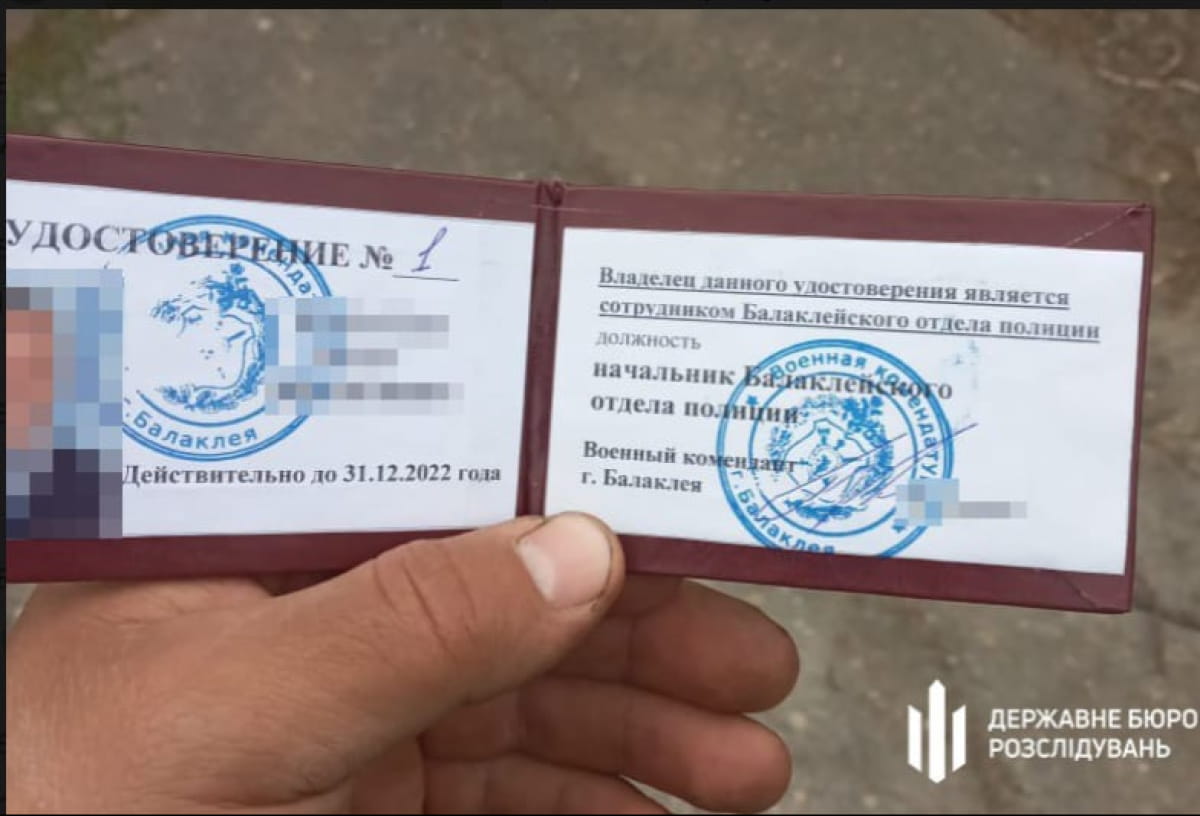 УДОСТОВЕРЕНИЕ № 1
г. Балаклея
Действительно до 31.12.2022 года
Владелец данного удостоверения является
сотрудником Балаклейского отдела полиции
должность
начальник Балаклейского
отдела полиции
Военный комендант
г. Балаклея
Военная комендату
г. Балаклея
ДЕРЖАВНЕ БЮРО
РОЗСЛІДУВАНЬ